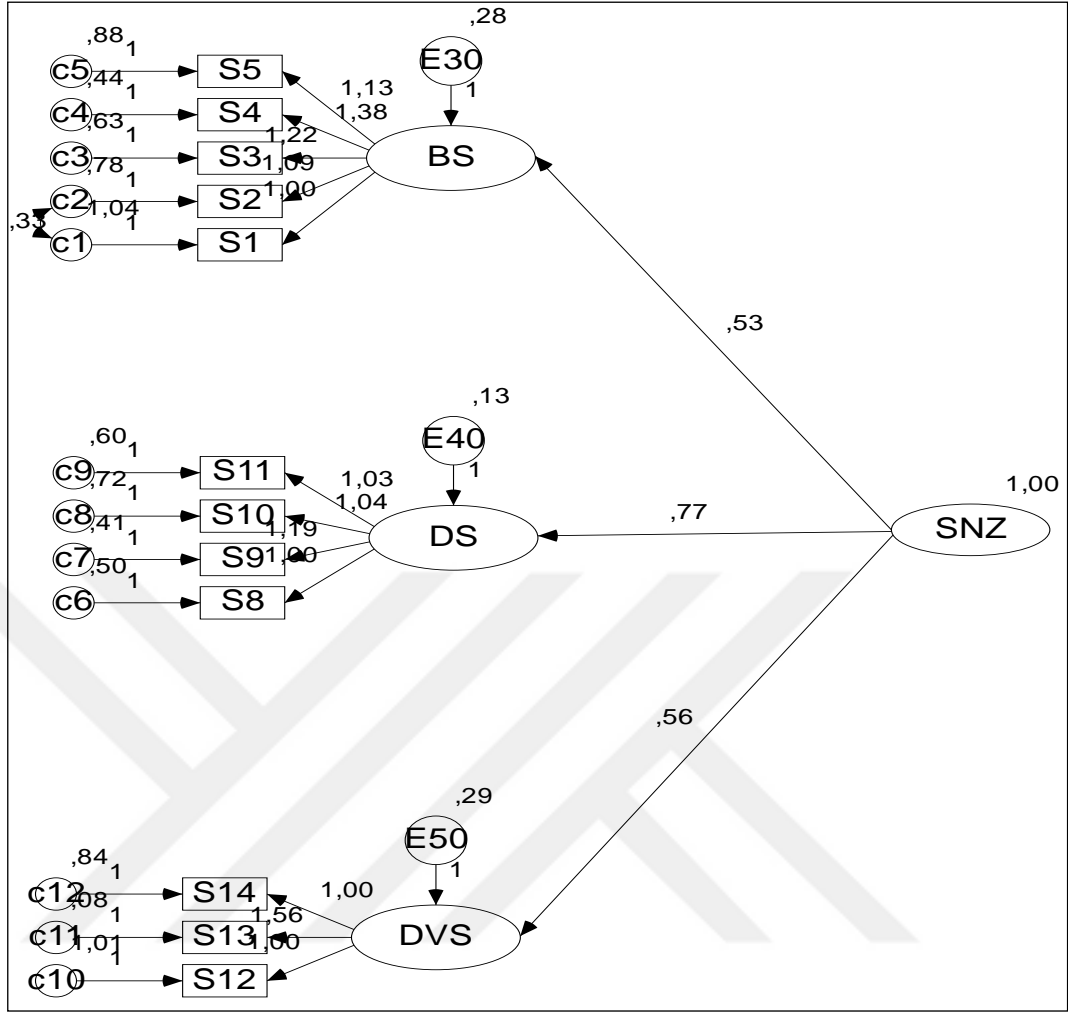 ,28
,88 1
c5 S5 E30
,44 1 1,13 1
c4 S4 1,38
,63 1 1,22
c3 S3 BS
,78 1 1,09
c2 S2 1,00
,33 1,04 1
c1 S1
,53
,13
,60 1
c9 S11 E40
,72 1 1,03 1
c8 S10 1,04
,41 1 1,19
c7 S9 DS
,50 1 1,00
c6 S8
,77
1,00
SNZ
,56
,29
,84 1
c12 S14 E50
,08 1 1,00 1
c11 S13 1,56 DVS
1,01 1 1,00
c10 S12